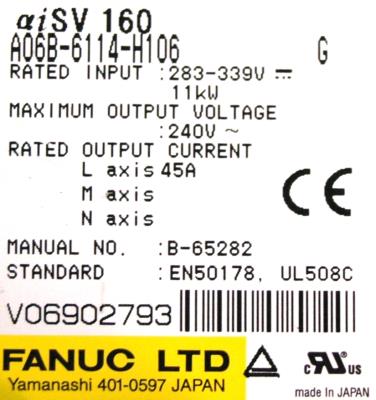 αiSV 160
A06B-6114-H106 G
RATED INPUT : 283-339V ⎓
11kW
MAXIMUM OUTPUT VOLTAGE
: 240V ~
RATED OUTPUT CURRENT
L axis 45A
M axis
N axis
CE
MANUAL NO. : B-65282
STANDARD : EN50178, UL508C
V06902793
FANUC LTD
Yamanashi 401-0597 JAPAN
c RU US
made in JAPAN